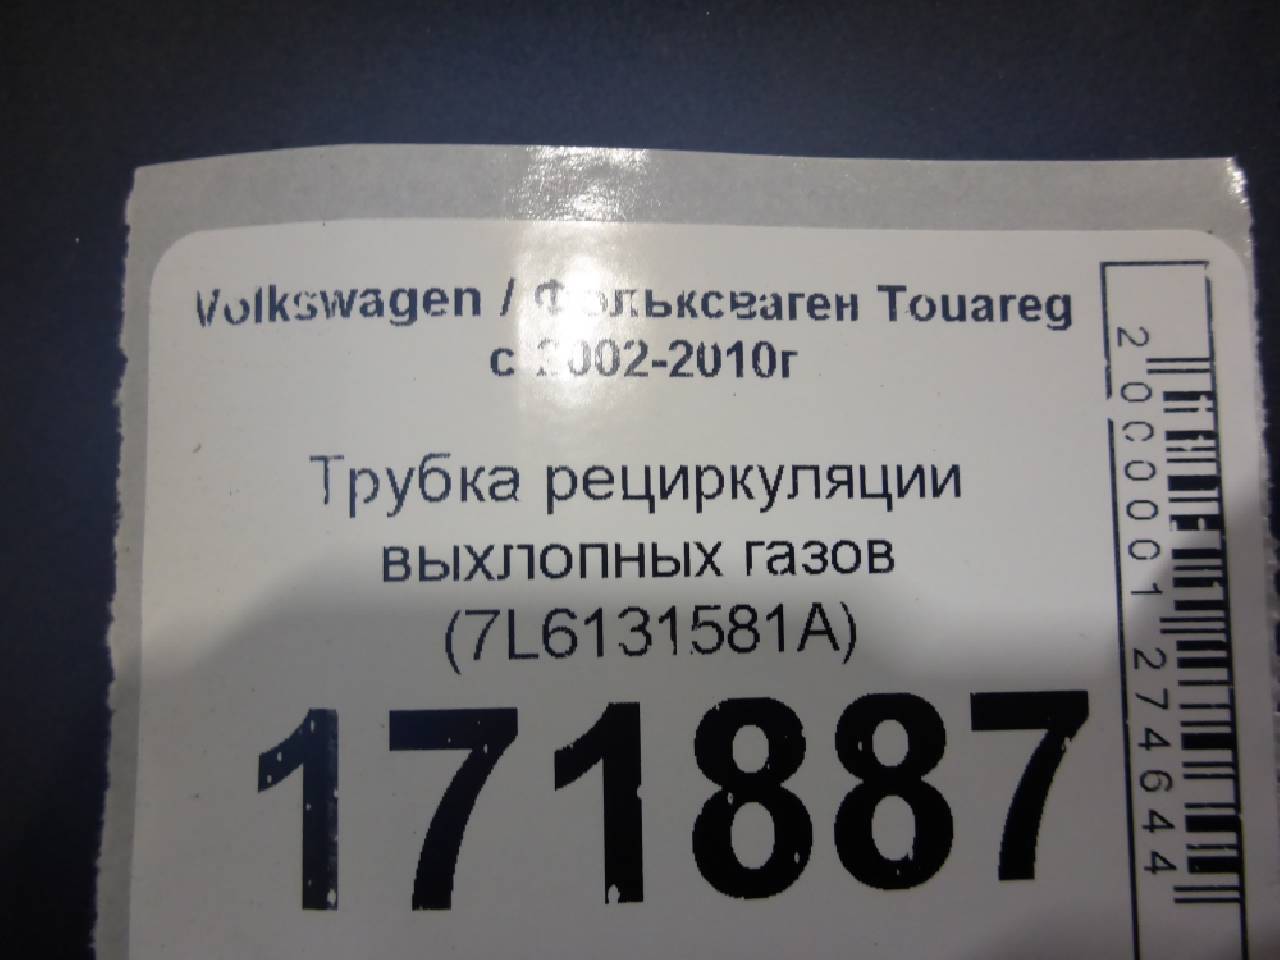 Volkswagen / Фольксваген Touareg
с 2002-2010г
Трубка рециркуляции
выхлопных газов
(7L6131581A)
171887
2000001274644